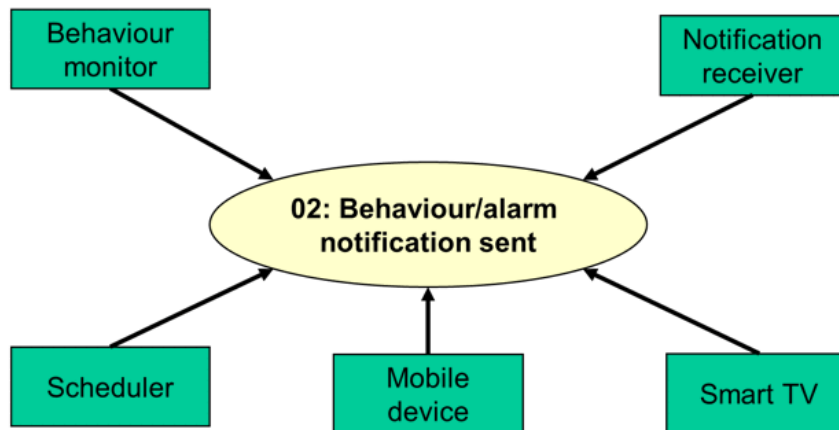 Behaviour
monitor
Notification
receiver
02: Behaviour/alarm
notification sent
Scheduler
Mobile
device
Smart TV